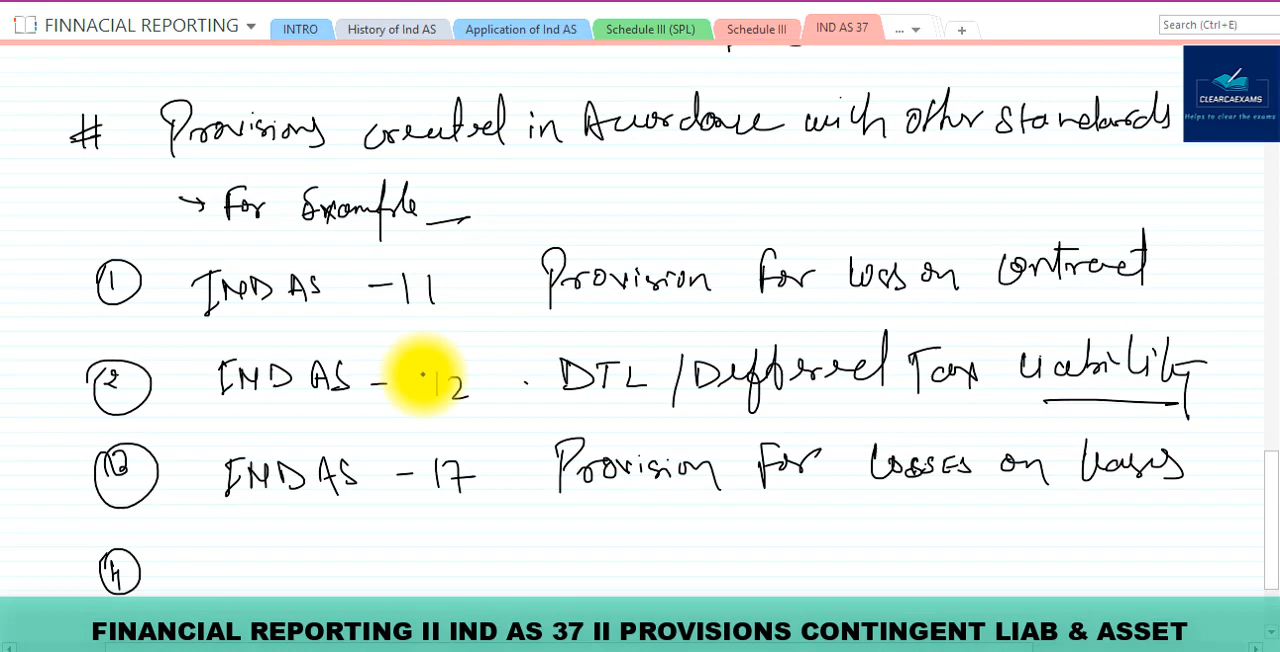 FINNACIAL REPORTING
INTRO
History of Ind AS
Application of Ind AS
Schedule III (SPL)
Schedule III
IND AS 37
...
+
Search (Ctrl+E)
CLEARCAEXAMS
Helps to clear the exams
# Provisions created in Accordance with other standards
→ For Example
① IND AS - 11 Provision for loss on contract
② IND AS - 12 . DTL / Defferred Tax Liability
③ IND AS - 17 Provision for losses on leases
④
FINANCIAL REPORTING II IND AS 37 II PROVISIONS CONTINGENT LIAB & ASSET